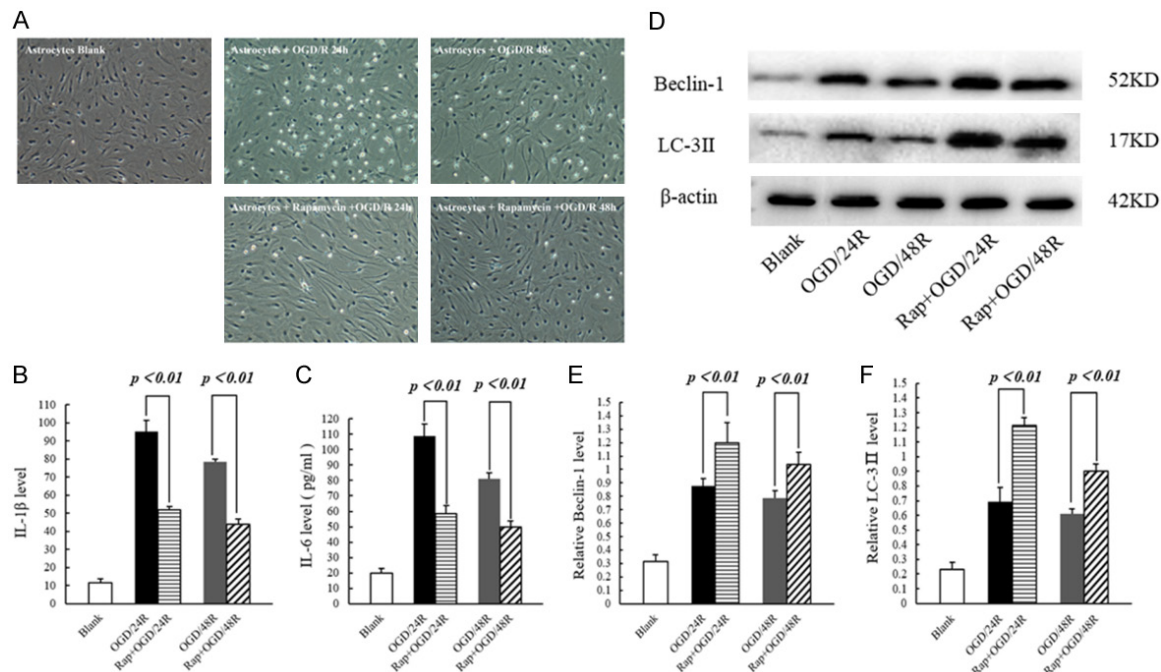 A
Astrocytes Blank
Astrocytes + OGD/R 24h
Astrocytes + OGD/R 48
Astrocytes + Rapamycin +OGD/R 24h
Astrocytes + Rapamycin +OGD/R 48h
D
Beclin-1
52KD
LC-3II
17KD
β-actin
42KD
Blank
OGD/24R
OGD/48R
Rap+OGD/24R
Rap+OGD/48R
B
p <0.01
p <0.01
IL-1β level
110
100
90
80
70
60
50
40
30
20
10
0
Blank
OGD/24R
Rap+OGD/24R
OGD/48R
Rap+OGD/48R
C
p <0.01
p <0.01
IL-6 level ( pg/ml )
120
110
100
90
80
70
60
50
40
30
20
10
0
Blank
OGD/24R
Rap+OGD/24R
OGD/48R
Rap+OGD/48R
E
p <0.01
p <0.01
Relative Beclin-1 level
1.5
1.4
1.3
1.2
1.1
1
0.9
0.8
0.7
0.6
0.5
0.4
0.3
0.2
0.1
0
Blank
OGD/24R
Rap+OGD/24R
OGD/48R
Rap+OGD/48R
F
p <0.01
p <0.01
Relative LC-3 II level
1.5
1.4
1.3
1.2
1.1
1
0.9
0.8
0.7
0.6
0.5
0.4
0.3
0.2
0.1
0
Blank
OGD/24R
Rap+OGD/24R
OGD/48R
Rap+OGD/48R